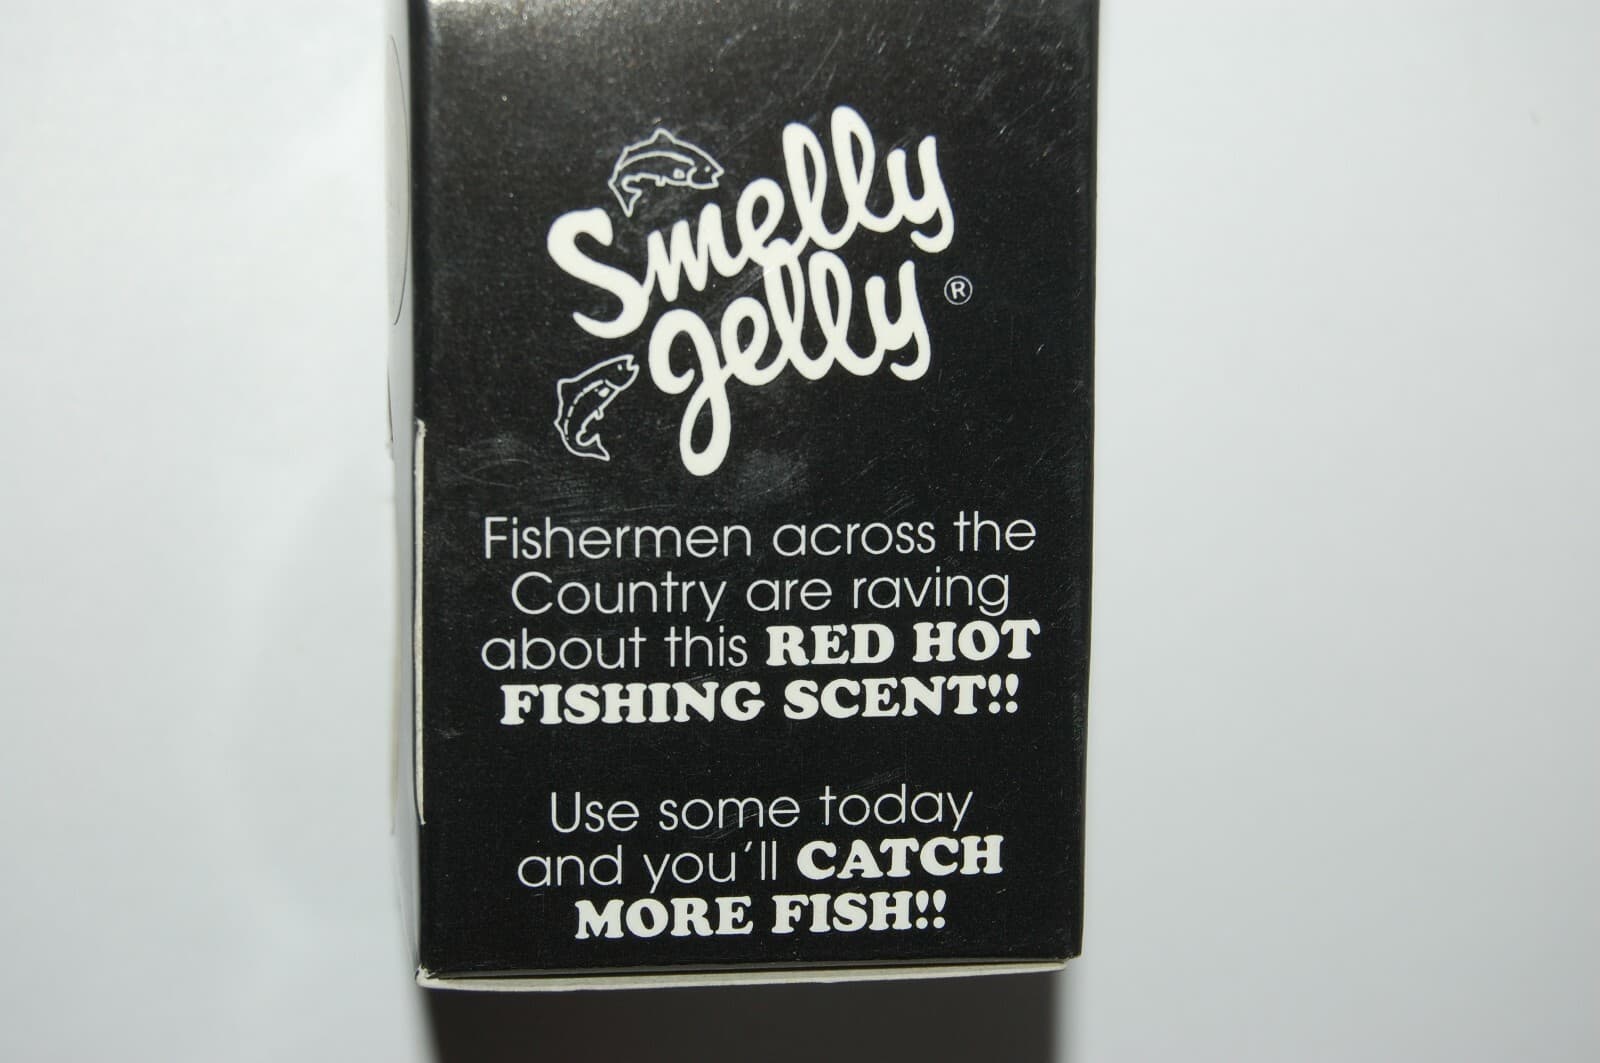 Smelly
Jelly®
Fishermen across the
Country are raving
about this RED HOT
FISHING SCENT!!
Use some today
and you'll CATCH
MORE FISH!!